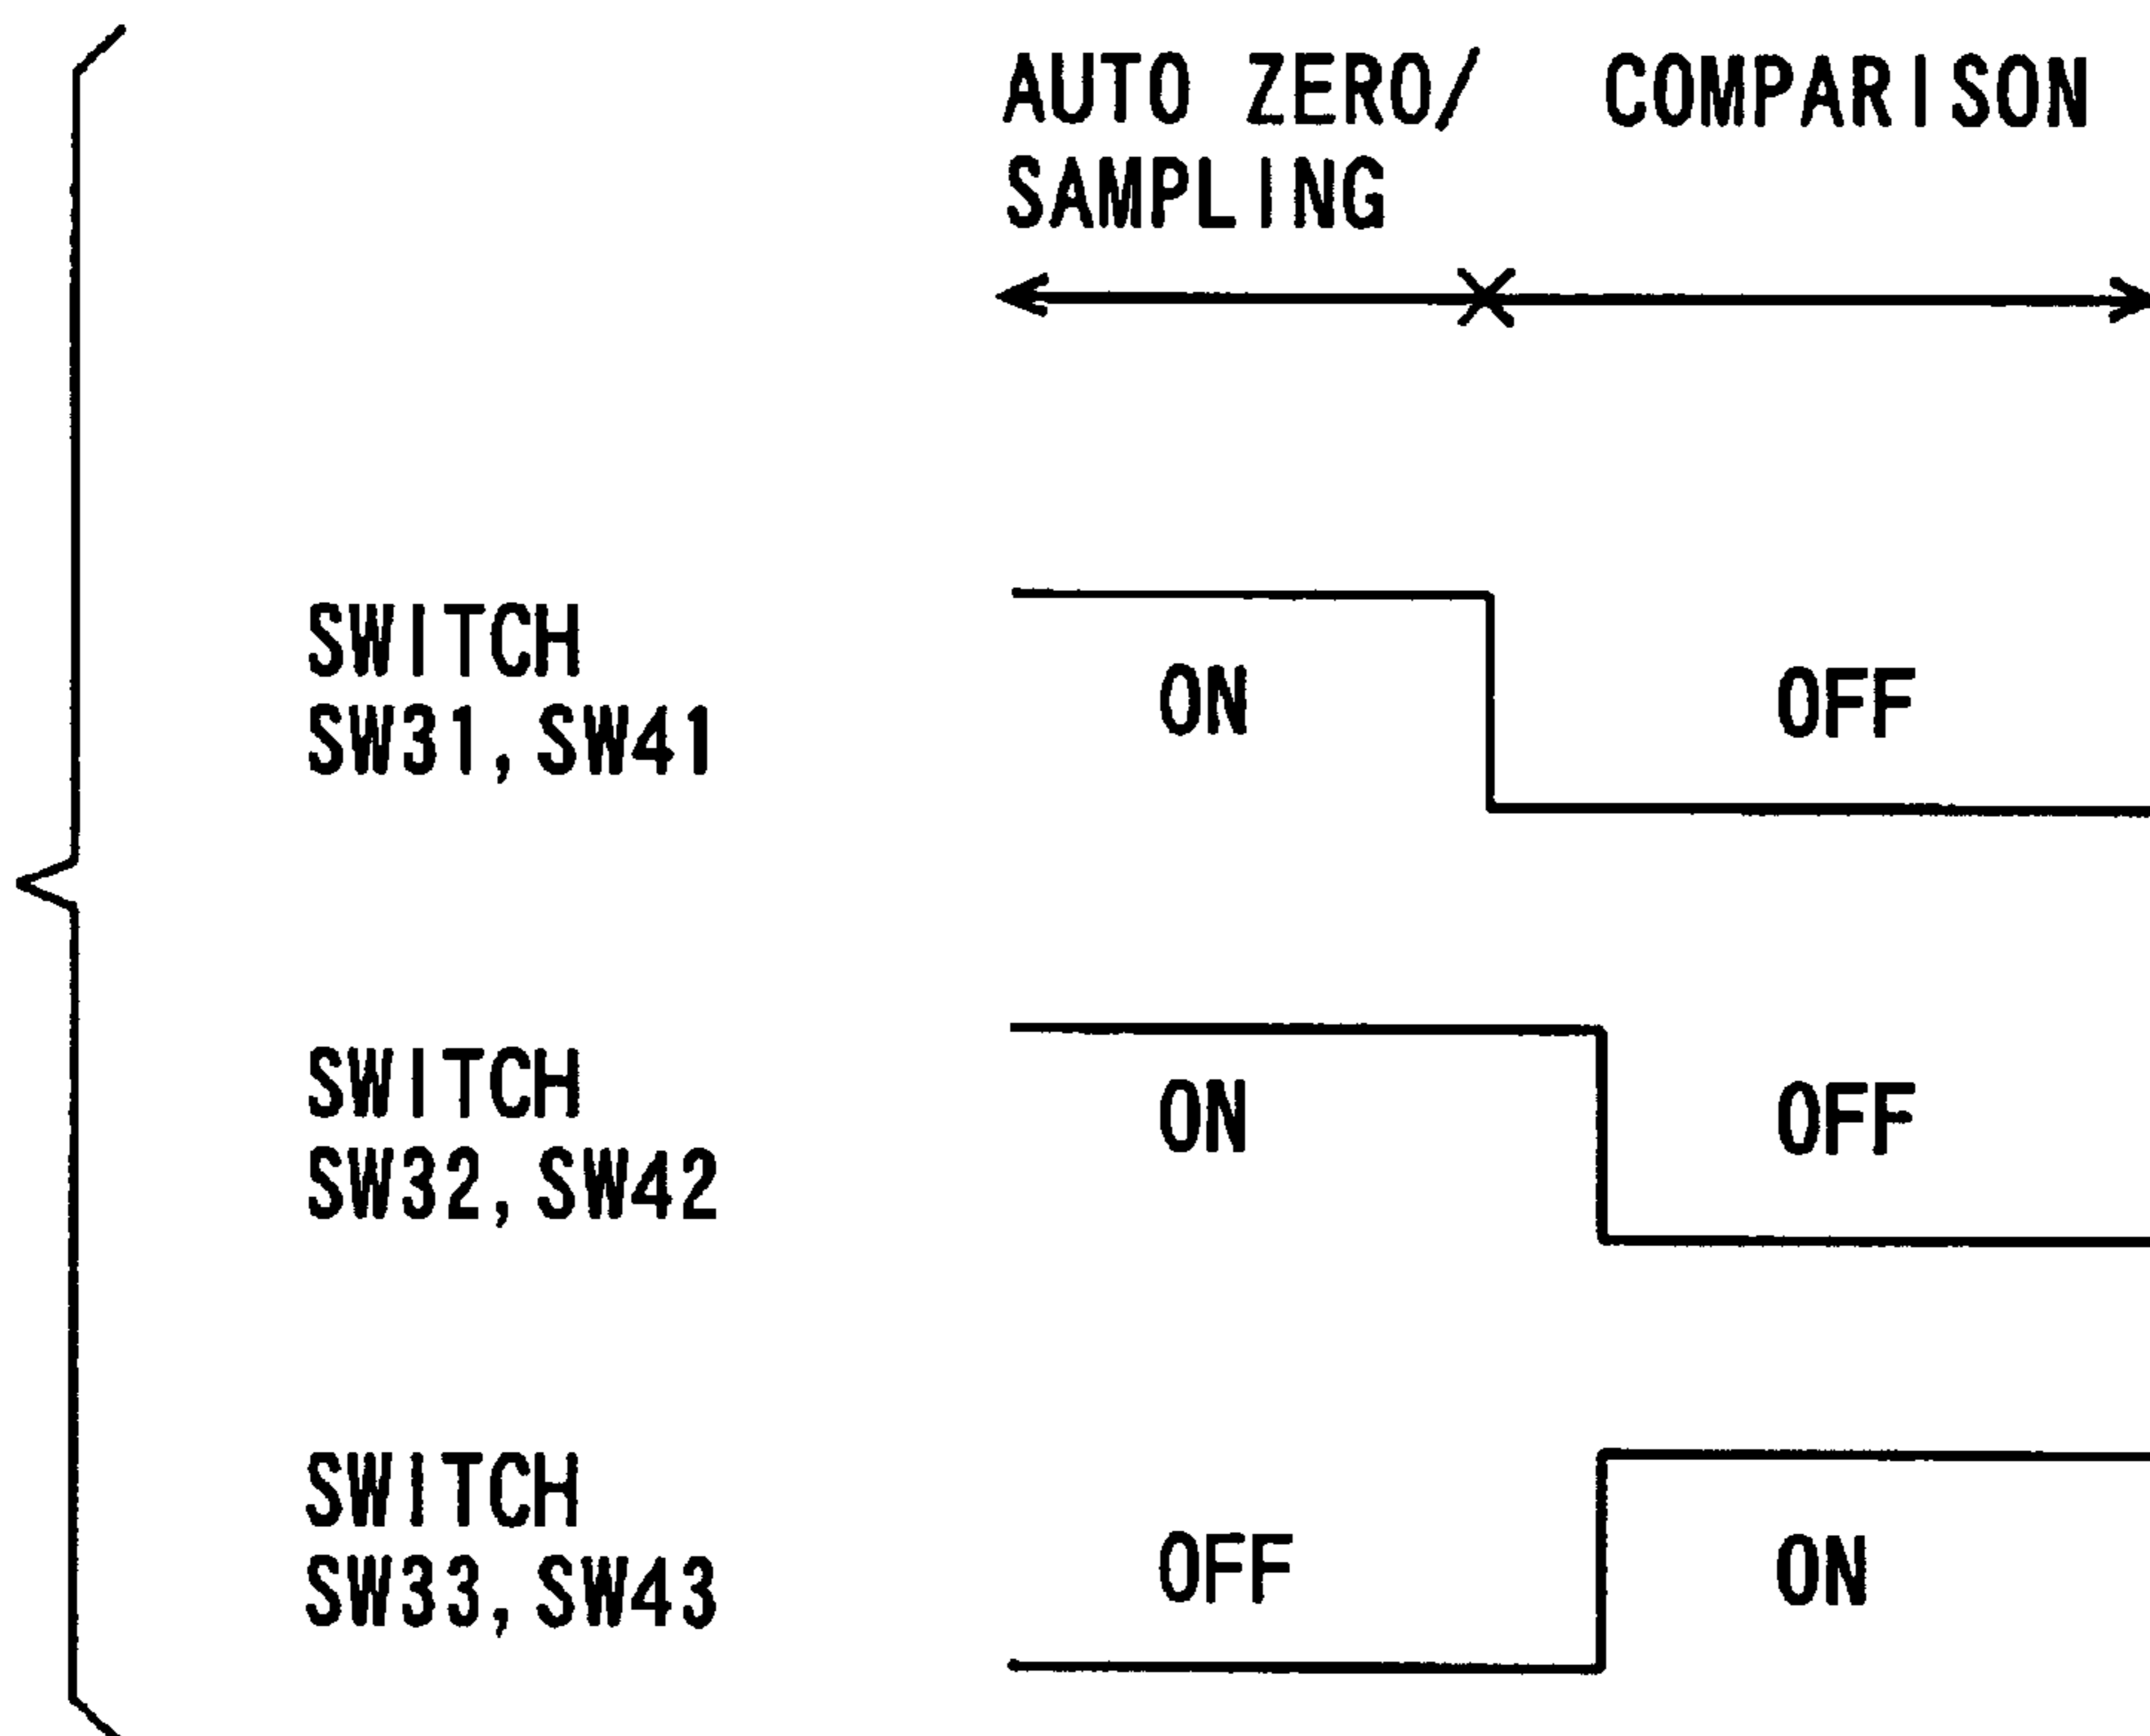 AUTO ZERO/ COMPARISON
SAMPLING
SWITCH
SW31, SW41
ON OFF
SWITCH
SW32, SW42
ON OFF
SWITCH
SW33, SW43
OFF ON